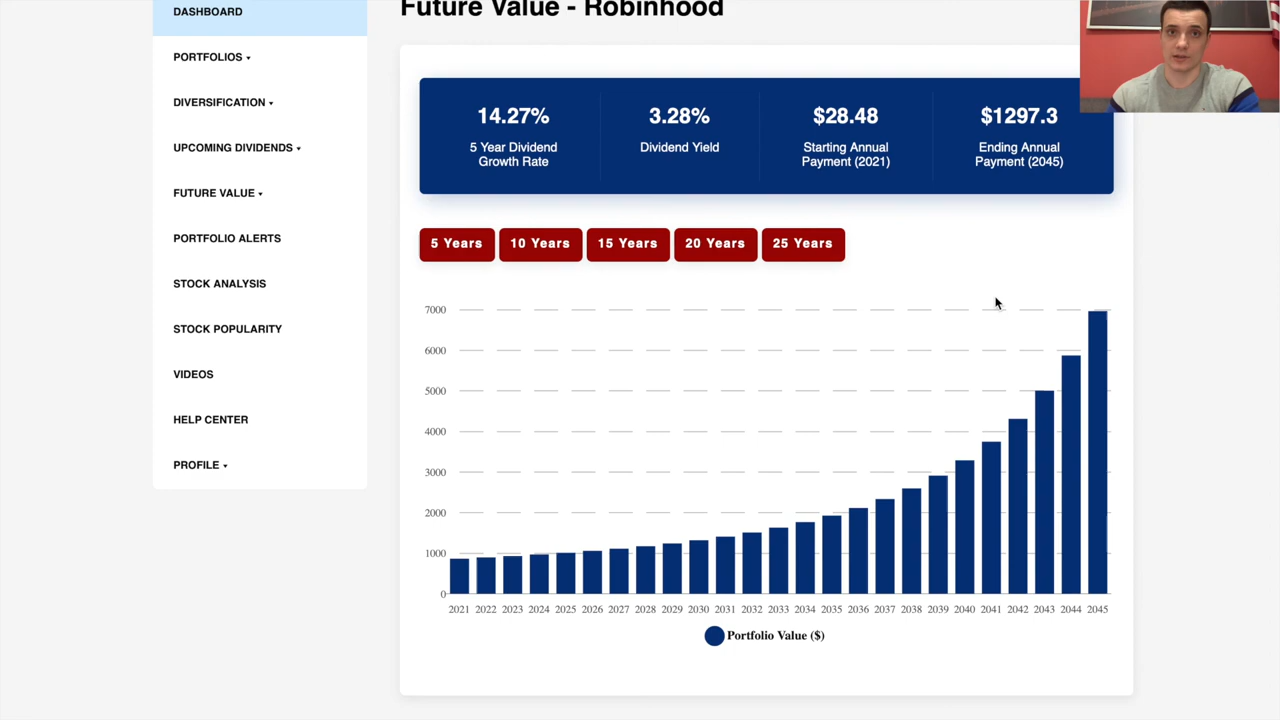 DASHBOARD
PORTFOLIOS
DIVERSIFICATION
UPCOMING DIVIDENDS
FUTURE VALUE
PORTFOLIO ALERTS
STOCK ANALYSIS
STOCK POPULARITY
VIDEOS
HELP CENTER
PROFILE
Future Value - Robinhood
14.27%
5 Year Dividend
Growth Rate
3.28%
Dividend Yield
$28.48
Starting Annual
Payment (2021)
$1297.3
Ending Annual
Payment (2045)
5 Years 10 Years 15 Years 20 Years 25 Years
7000
6000
5000
4000
3000
2000
1000
0
2021 2022 2023 2024 2025 2026 2027 2028 2029 2030 2031 2032 2033 2034 2035 2036 2037 2038 2039 2040 2041 2042 2043 2044 2045
Portfolio Value ($)